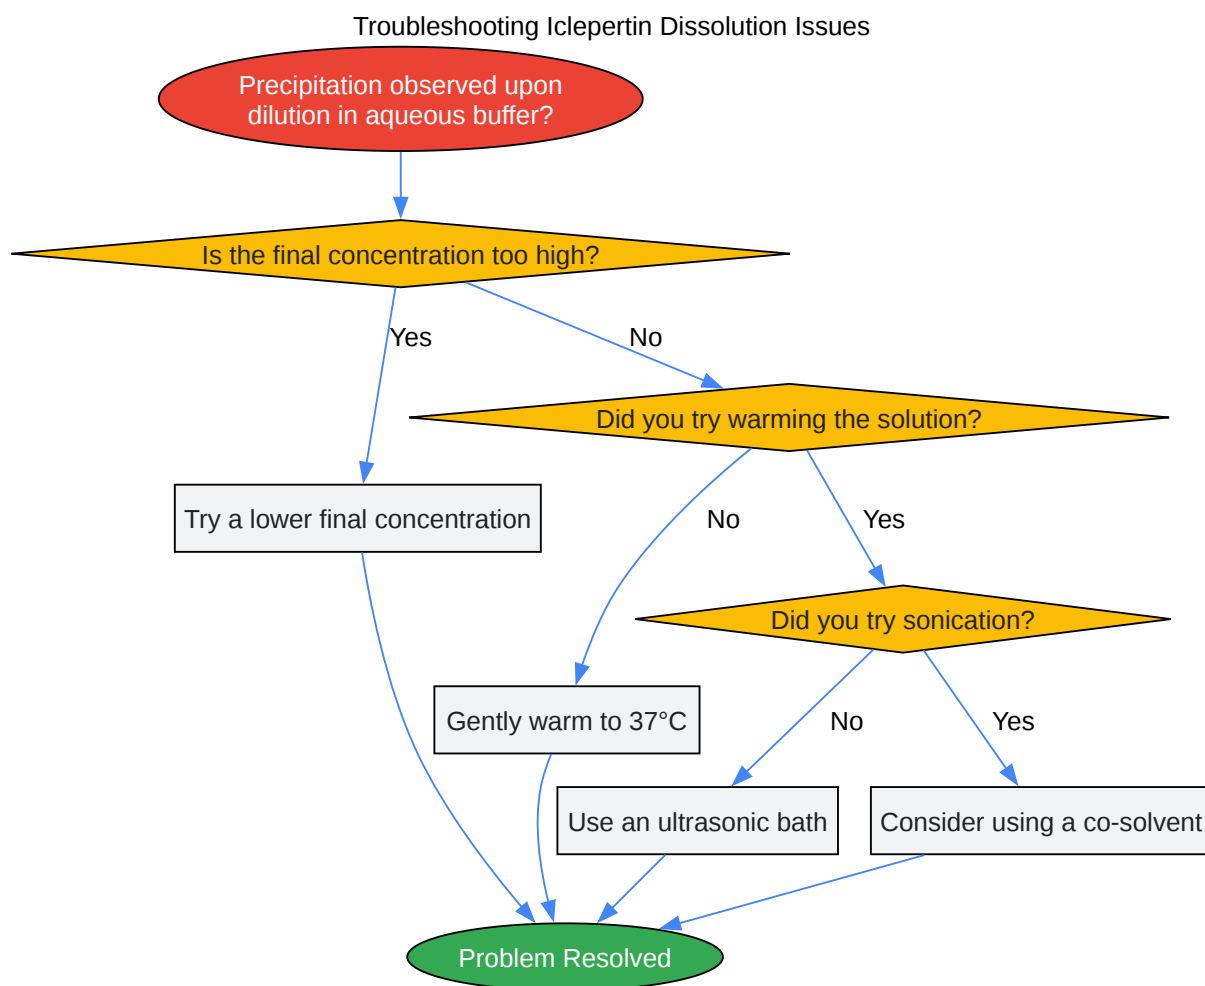 Troubleshooting Iclepertin Dissolution Issues
Precipitation observed upon
dilution in aqueous buffer?
Is the final concentration too high?
Yes
No
Did you try warming the solution?
Try a lower final concentration
No
Yes
Did you try sonication?
Gently warm to 37°C
No
Yes
Use an ultrasonic bath
Consider using a co-solvent
Problem Resolved